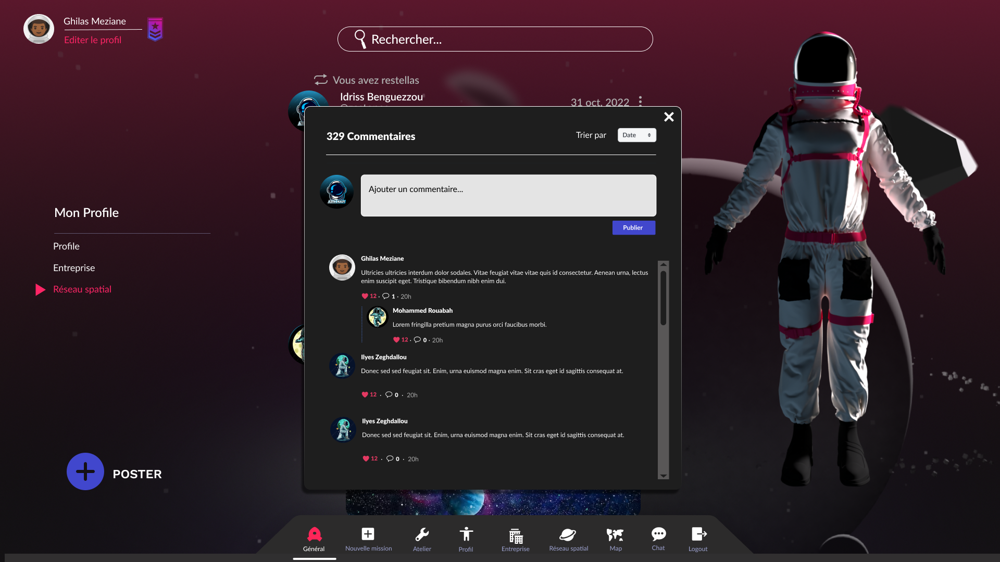 Ghilas Meziane
Editer le profil
Rechercher...
Vous avez restellas
Idriss Benguezzou
31 oct. 2022
329 Commentaires
Trier par
Date
Ajouter un commentaire...
ASTRONAUT
Publier
Mon Profile
Profile
Entreprise
Réseau spatial
POSTER
Ghilas Meziane
Ultricies ultricies interdum dolor sodales. Vitae feugiat vitae vitae quis id consectetur. Aenean urna, lectus
enim suscipit eget. Tristique bibendum nibh enim dui.
12 · 1 · 20h
Mohammed Rouabah
Lorem fringilla pretium magna purus orci faucibus morbi.
12 · 0 · 20h
Ilyes Zeghdallou
Donec sed sed feugiat sit. Enim, urna euismod magna enim. Sit cras eget id sagittis consequat at.
12 · 0 · 20h
Ilyes Zeghdallou
Donec sed sed feugiat sit. Enim, urna euismod magna enim. Sit cras eget id sagittis consequat at.
12 · 0 · 20h
Général
Nouvelle mission
Atelier
Profil
Entreprise
Réseau spatial
Map
Chat
Logout